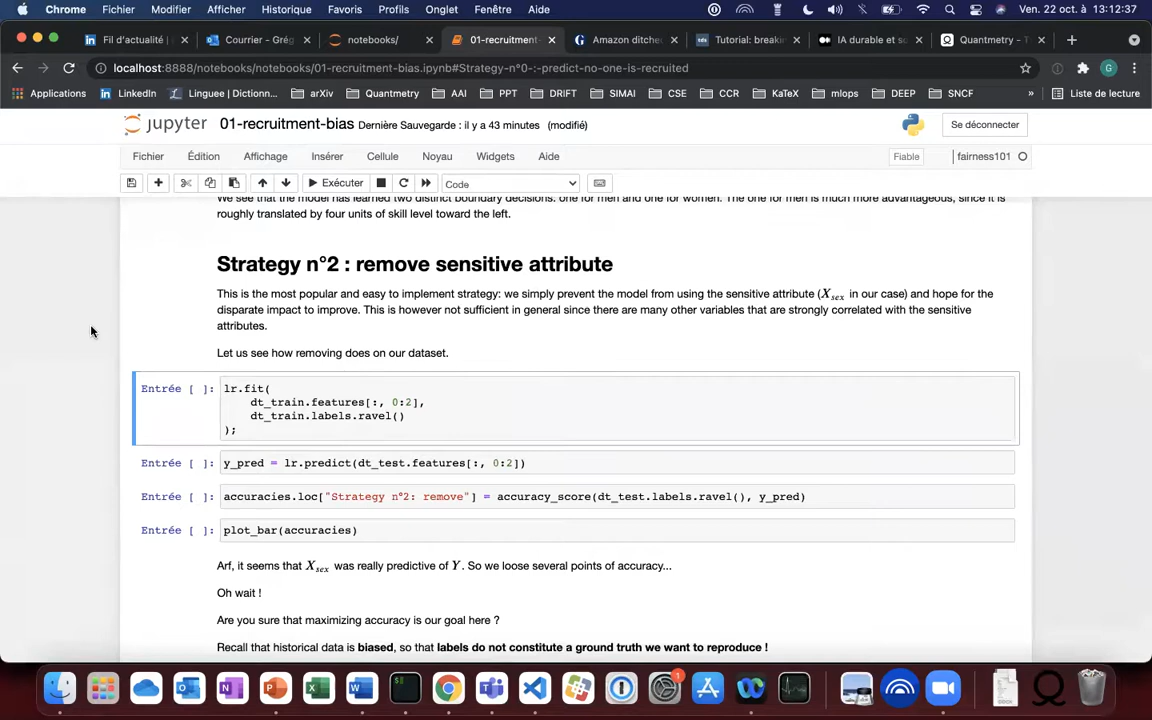 Chrome Fichier Modifier Afficher Historique Favoris Profils Onglet Fenêtre Aide Ven. 22 oct. à 13:12:37
Fil d'actualité | Courrier - Grég notebooks/ 01-recruitment- Amazon ditche Tutorial: breaki IA durable et so Quantmetry - T
localhost:8888/notebooks/notebooks/01-recruitment-bias.ipynb#Strategy-n°0-:-predict-no-one-is-recruited
Applications LinkedIn Linguee | Dictionn... arXiv Quantmetry AAI PPT DRIFT SIMAI CSE CCR KaTeX mlops DEEP SNCF » Liste de lecture
jupyter 01-recruitment-bias Dernière Sauvegarde : il y a 43 minutes (modifié) Se déconnecter
Fichier Édition Affichage Insérer Cellule Noyau Widgets Aide Fiable fairness101
Exécuter Code
We see that the model has learned two distinct boundary decisions: one for men and one for women. The one for men is much more advantageous, since it is
roughly translated by four units of skill level toward the left.
Strategy n°2 : remove sensitive attribute
This is the most popular and easy to implement strategy: we simply prevent the model from using the sensitive attribute (Xsex in our case) and hope for the
disparate impact to improve. This is however not sufficient in general since there are many other variables that are strongly correlated with the sensitive
attributes.
Let us see how removing does on our dataset.
Entrée [ ]: lr.fit(
dt_train.features[:, 0:2],
dt_train.labels.ravel()
);
Entrée [ ]: y_pred = lr.predict(dt_test.features[:, 0:2])
Entrée [ ]: accuracies.loc["Strategy n°2: remove"] = accuracy_score(dt_test.labels.ravel(), y_pred)
Entrée [ ]: plot_bar(accuracies)
Arf, it seems that Xsex was really predictive of Y. So we loose several points of accuracy...
Oh wait !
Are you sure that maximizing accuracy is our goal here ?
Recall that historical data is biased, so that labels do not constitute a ground truth we want to reproduce !